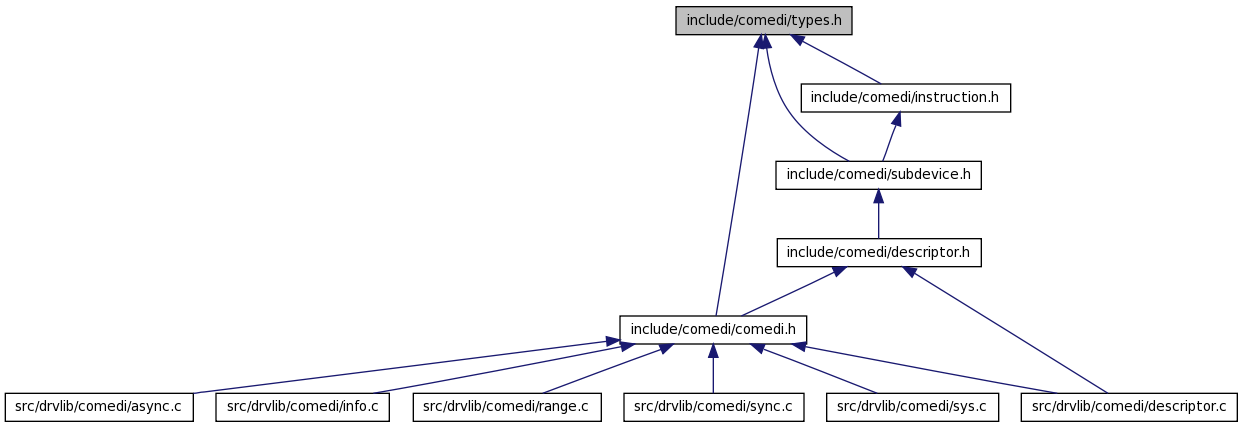 include/comedi/types.h
include/comedi/instruction.h
include/comedi/subdevice.h
include/comedi/descriptor.h
include/comedi/comedi.h
src/drvlib/comedi/async.c
src/drvlib/comedi/info.c
src/drvlib/comedi/range.c
src/drvlib/comedi/sync.c
src/drvlib/comedi/sys.c
src/drvlib/comedi/descriptor.c